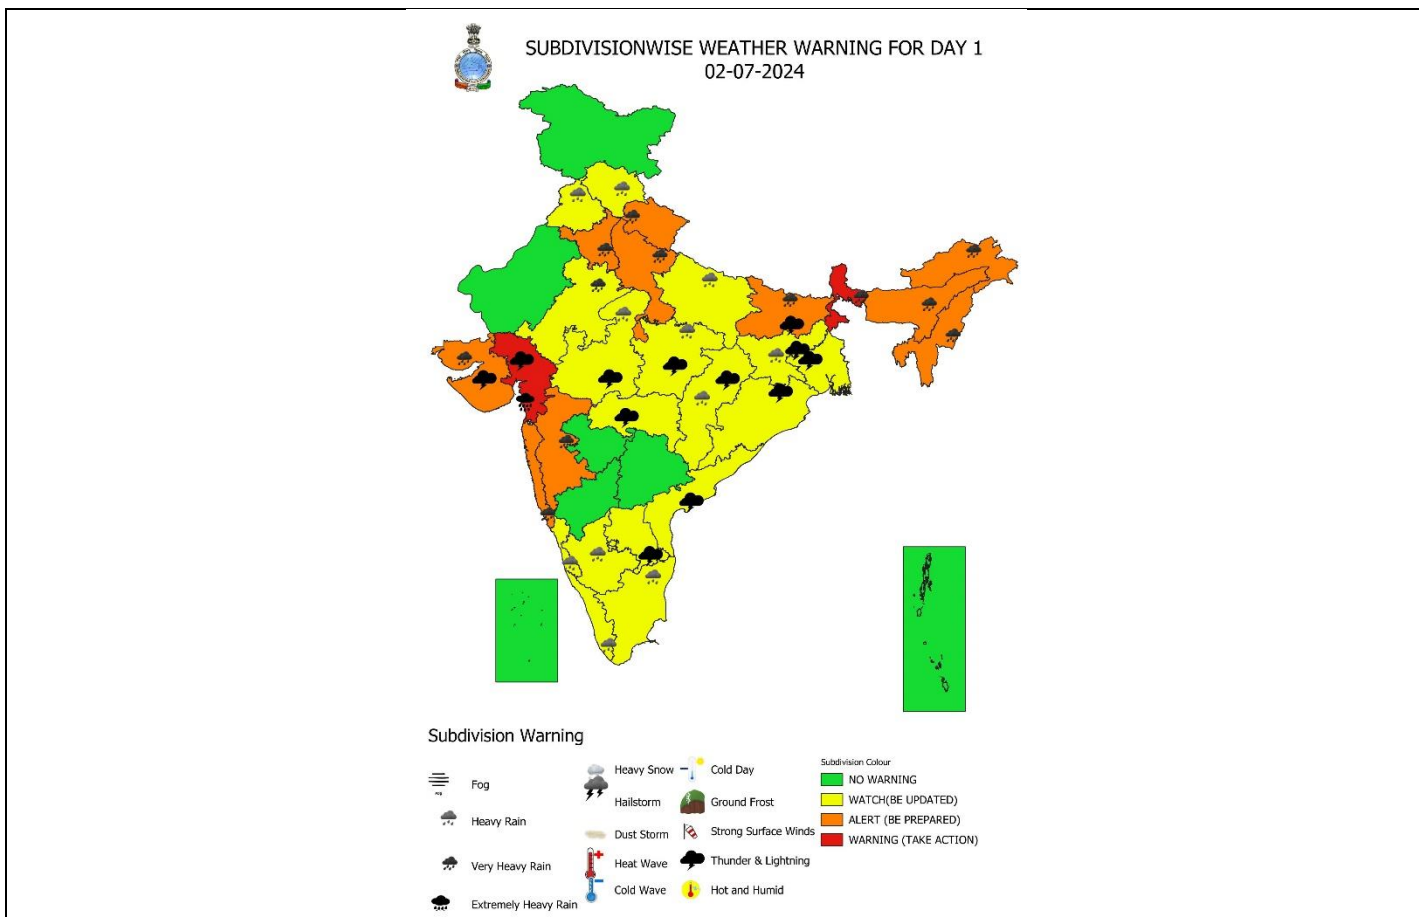 SUBDIVISIONWISE WEATHER WARNING FOR DAY 1
02-07-2024
Subdivision Warning
Fog
Heavy Rain
Very Heavy Rain
Extremely Heavy Rain
Heavy Snow
Hailstorm
Dust Storm
Heat Wave
Cold Wave
Cold Day
Ground Frost
Strong Surface Winds
Thunder & Lightning
Hot and Humid
Subdivision Colour
NO WARNING
WATCH(BE UPDATED)
ALERT (BE PREPARED)
WARNING (TAKE ACTION)